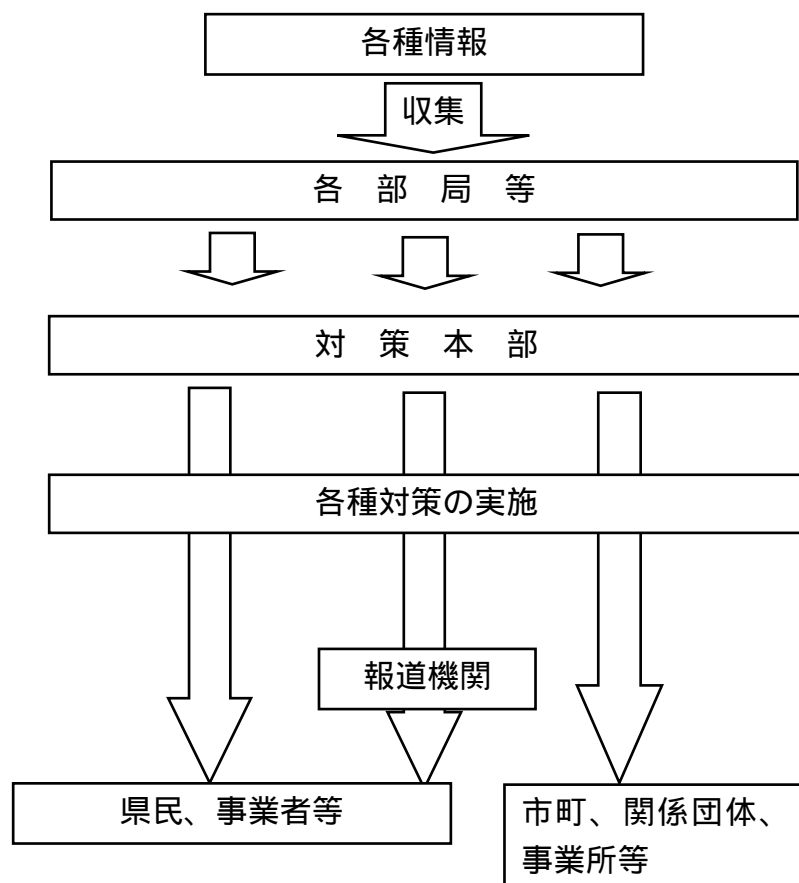 各種情報
収集
各部局等
対策本部
各種対策の実施
報道機関
県民、事業者等
市町、関係団体、
事業所等